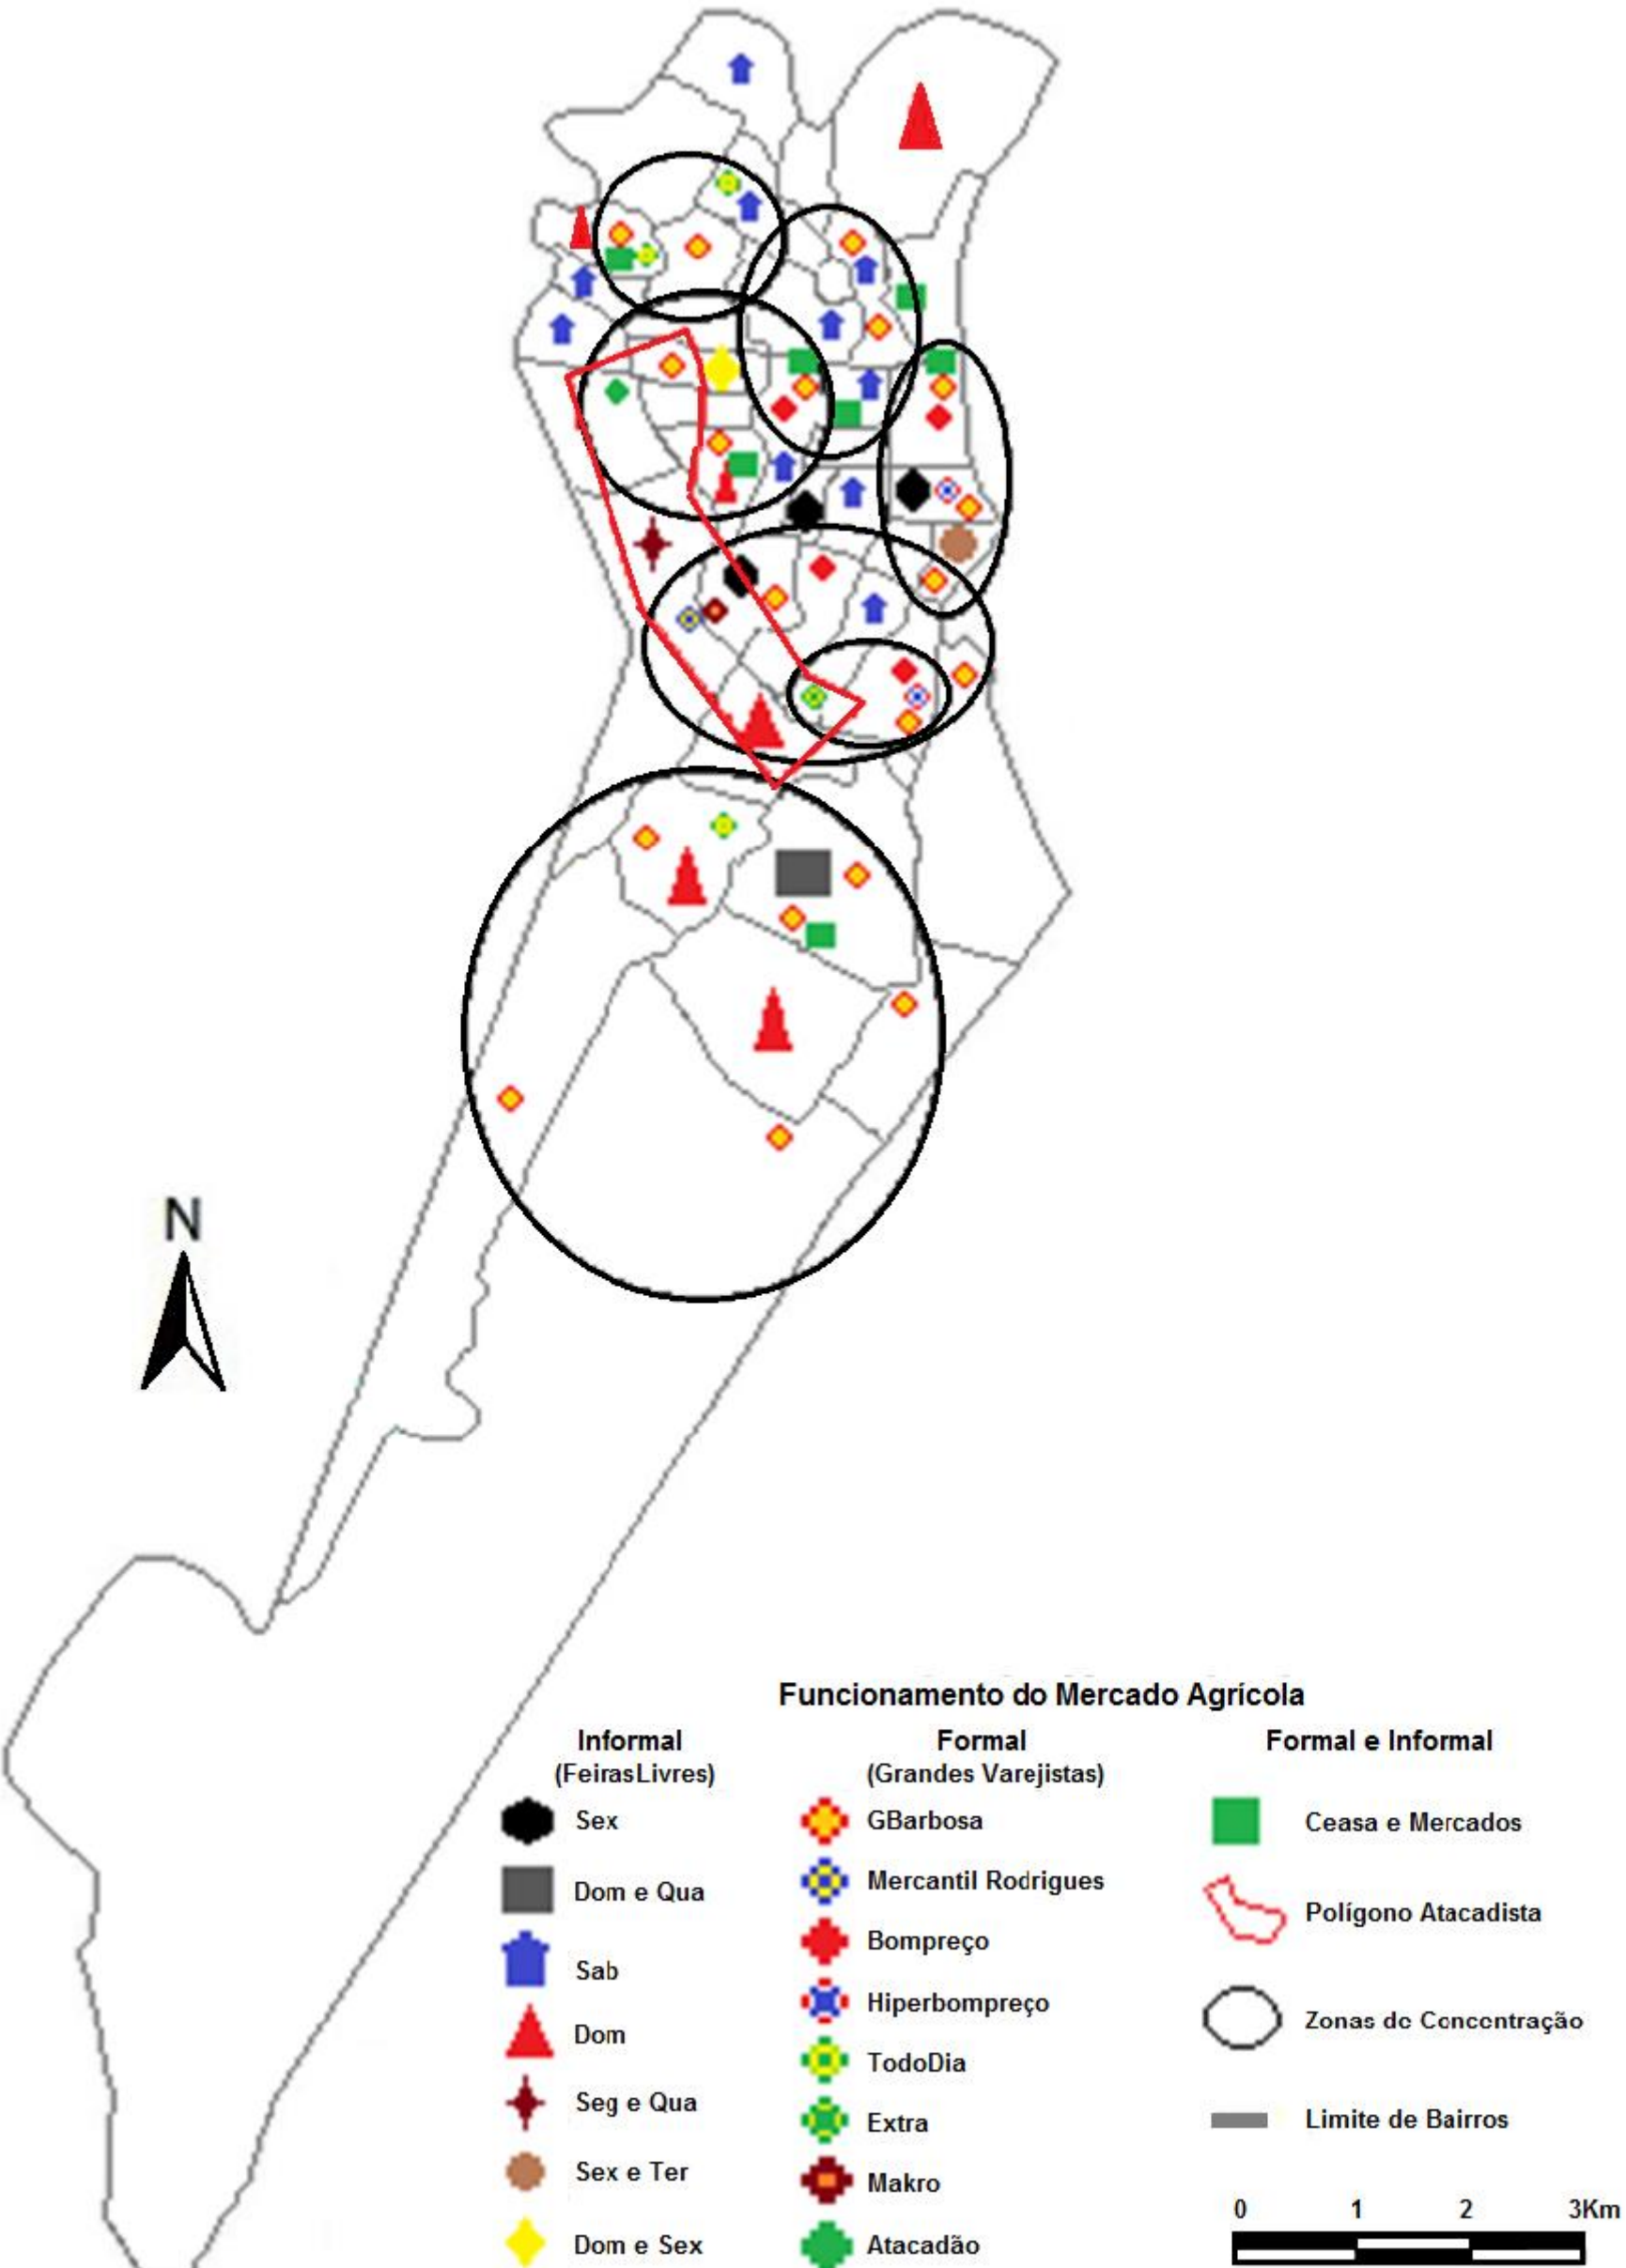 N
Funcionamento do Mercado Agrícola
Informal
(FeirasLivres)
Sex
Dom e Qua
Sab
Dom
Seg e Qua
Sex e Ter
Dom e Sex
Formal
(Grandes Varejistas)
GBarbosa
Mercantil Rodrigues
Bompreço
Hiperbompreço
TodoDia
Extra
Makro
Atacadão
Formal e Informal
Ceasa e Mercados
Polígono Atacadista
Zonas de Concentração
Limite de Bairros
0 1 2 3Km